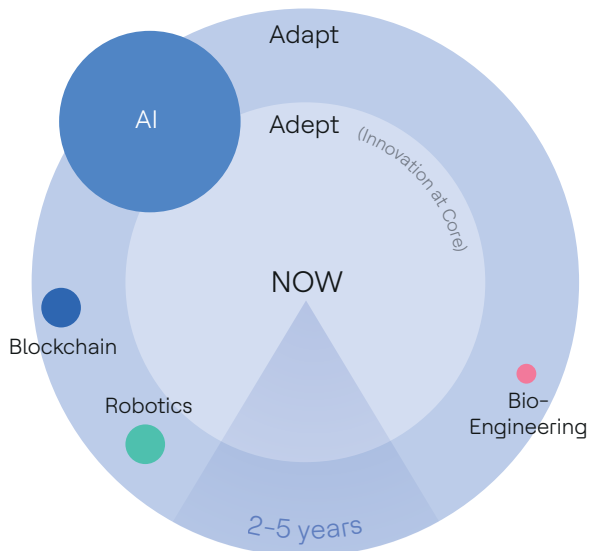 Adapt
AI
Adept
(Innovation at Core)
NOW
Blockchain
Robotics
Bio-
Engineering
2-5 years